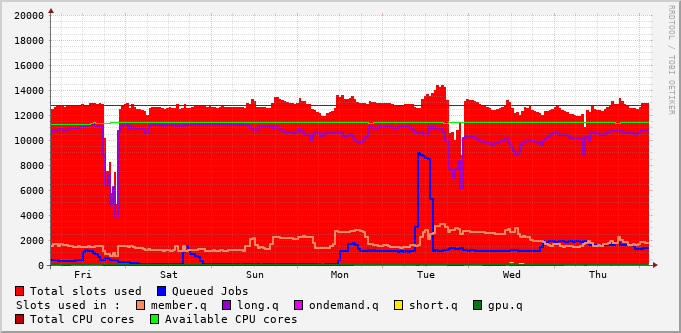 20000
18000
16000
14000
12000
10000
8000
6000
4000
2000
0
Fri Sat Sun Mon Tue Wed Thu
RRDTOOL / TOBI OETIKER
Total slots used Queued Jobs
Slots used in : member.q long.q ondemand.q short.q gpu.q
Total CPU cores Available CPU cores